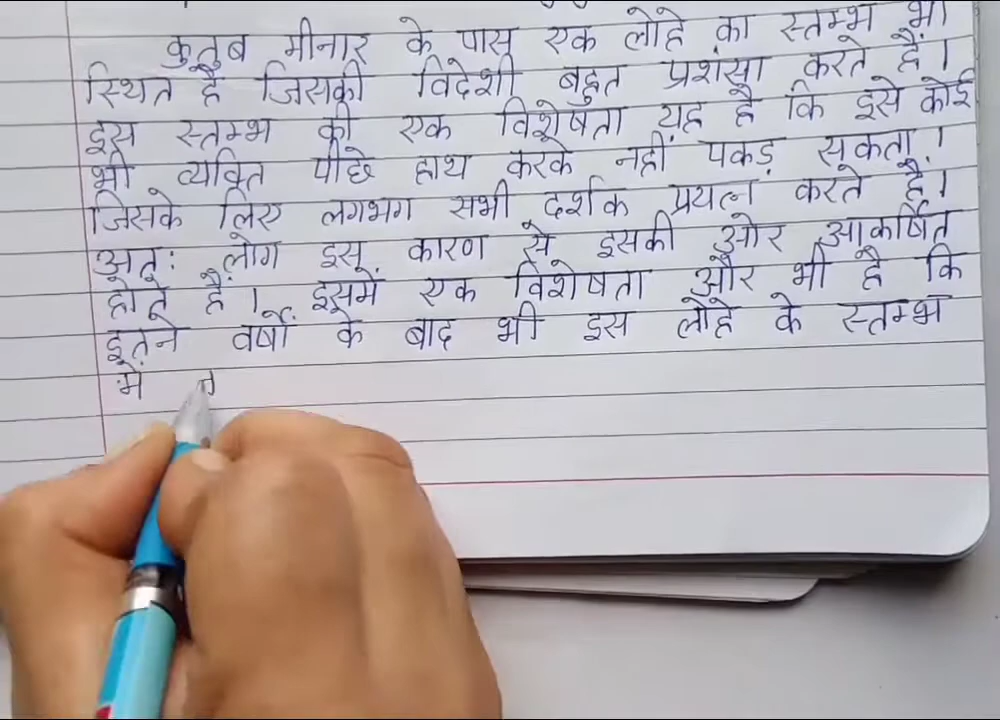 कुतुब मीनार के पास एक लोहे का स्तम्भ भी
स्थित है जिसकी विदेशी बहुत प्रशंसा करते हैं।
इस स्तम्भ की एक विशेषता यह है कि इसे कोई
भी व्यक्ति पीछे हाथ करके नहीं पकड़ सकता।
जिसके लिए लगभग सभी दर्शक प्रयत्न करते हैं।
अतः लोग इस कारण से इसकी ओर आकर्षित
होते हैं। इसमें एक विशेषता और भी है कि
इतने वर्षों के बाद भी इस लोहे के स्तम्भ
में